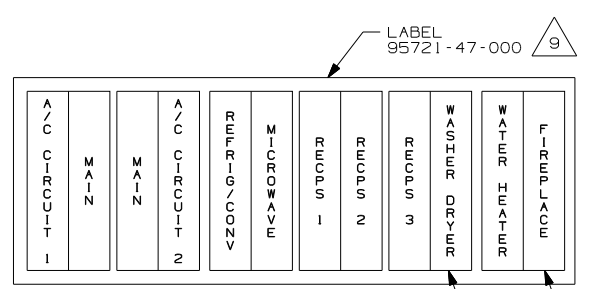 LABEL
95721-47-000
9
A/C CIRCUIT 1
MAIN
MAIN
A/C CIRCUIT 2
REFRIG/CONV
MICROWAVE
RECPS 1
RECPS 2
RECPS 3
WASHER DRYER
WATER HEATER
FIREPLACE